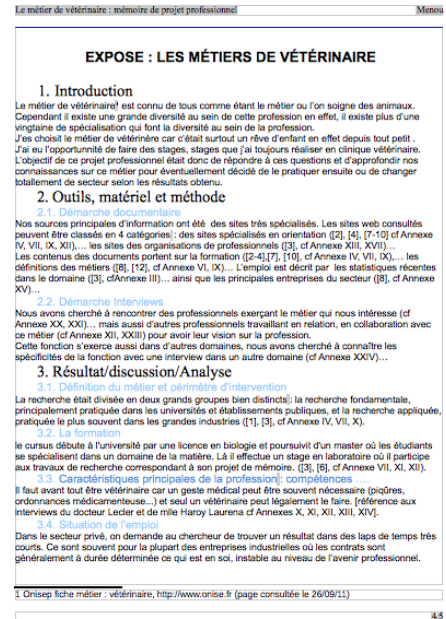 Le métier de vétérinaire : mémoire de projet professionnel Menou
EXPOSE : LES MÉTIERS DE VÉTÉRINAIRE
1. Introduction
Le métier de vétérinaire¹ est connu de tous comme étant le métier ou l'on soigne des animaux.
Cependant il existe une grande diversité au sein de cette profession en effet, il existe plus d'une
vingtaine de spécialisation qui font la diversité au sein de la profession.
J'es choisit le métier de vétérinère car c'était surtout un rêve d'enfant en effet depuis tout petit .
J'ai eu l'opportunité de faire des stages, stages que j'ai toujours réaliser en clinique vétérinaire.
L'objectif de ce projet professionnel était donc de répondre à ces questions et d'approfondir nos
connaissances sur ce métier pour éventuellement décidé de le pratiquer ensuite ou de changer
totallement de secteur selon les résultats obtenu.
2. Outils, matériel et méthode
2.1. Démarche documentaire
Nos sources principales d'information ont été des sites très spécialisés. Les sites web consultés
peuvent être classés en 4 catégories : des sites spécialisés en orientation ([2], [4], [7-10] cf Annexe
IV, VII, IX, XII),… les sites des organisations de professionnels ([3], cf Annexe XIII, XVII)…
Les contenus des documents portent sur la formation ([2-4],[7], [10], cf Annexe IV, VII, IX),… les
définitions des métiers ([8], [12], cf Annexe VI, IX)… L'emploi est décrit par les statistiques récentes
dans le domaine ([3], cfAnnexe III)… ainsi que les principales entreprises du secteur ([8], cf Annexe
XV)…
2.2. Démarche Interviews
Nous avons cherché à rencontrer des professionnels exerçant le métier qui nous intéresse (cf
Annexe XX, XXI)… mais aussi d'autres professionnels travaillant en relation, en collaboration avec
ce métier (cf Annexe XII, XXIII) pour avoir leur vision sur la profession.
Cette fonction s'exerce aussi dans d'autres domaines, nous avons cherché à connaître les
spécificités de la fonction avec une interview dans un autre domaine (cf Annexe XXIV)…
3. Résultat/discussion/Analyse
3.1. Définition du métier et périmètre d'intervention
La recherche était divisée en deux grands groupes bien distincts : la recherche fondamentale,
principalement pratiquée dans les universités et établissements publiques, et la recherche appliquée,
pratiquée le plus souvent dans les grandes industries ([1], [3], cf Annexe IV, VII, X).
3.2. La formation
le cursus débute à l'université par une licence en biologie et poursuivit d'un master où les étudiants
se spécialisent dans un domaine de la matière. Là il effectue un stage en laboratoire où il participe
aux travaux de recherche correspondant à son projet de mémoire. ([3], [6], cf Annexe VII, XI, XII).
3.3. Caractéristiques principales de la profession : compétences ….
Il faut avant tout être vétérinaire car un geste médical peut être souvent nécessaire (piqûres,
ordonnances médicamenteuse...) et seul un vétérinaire peut légalement le faire. [référence aux
interviews du docteur Lecler et de mlle Haroy Laurena cf Annexes X, XI, XII, XIII, XIV].
3.4. Situation de l'emploi
Dans le secteur privé, on demande au chercheur de trouver un résultat dans des laps de temps très
courts. Ce sont souvent pour la plupart des entreprises industrielles où les contrats sont
généralement à durée déterminée ce qui est en soi, instable au niveau de l'avenir professionnel.
1 Onisep fiche métier : vétérinaire, http://www.onise.fr (page consultée le 26/09/11)
4/5